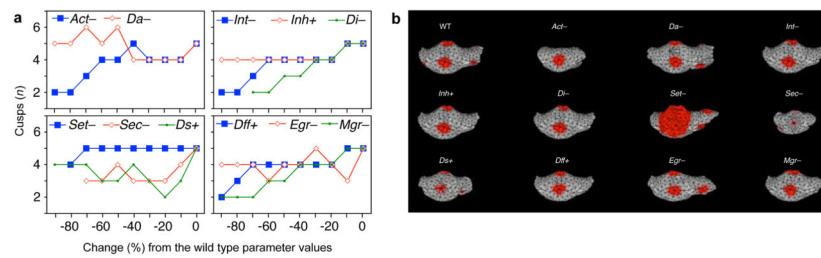 a
Act– Da–
Int– Inh+ Di–
6
4
2
Set– Sec– Ds+
Dff+ Egr– Mgr–
6
4
2
Cusps (n)
-80 -60 -40 -20 0
-80 -60 -40 -20 0
Change (%) from the wild type parameter values
b
WT Act– Da– Int–
Inh+ Di– Set– Sec–
Ds+ Dff+ Egr– Mgr–